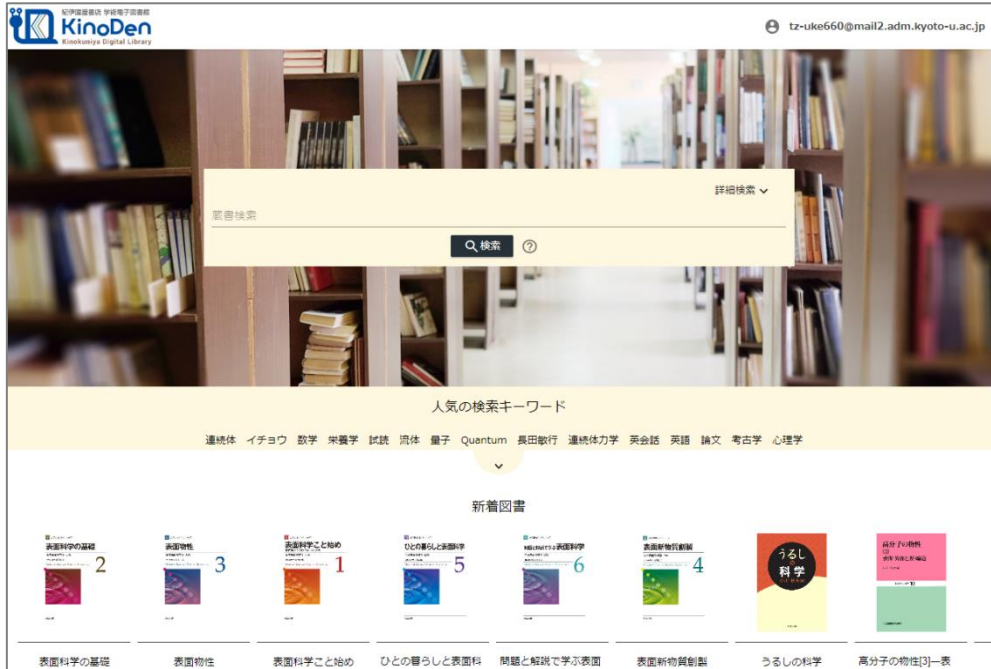 紀伊國屋書店 学術電子図書館
KinoDen
Kinokuniya Digital Library
tz-uke660@mail2.adm.kyoto-u.ac.jp
詳細検索
蔵書検索
検索 ?
人気の検索キーワード
連続体 イチョウ 数学 栄養学 試読 流体 量子 Quantum 長田敏行 連続体力学 英会話 英語 論文 考古学 心理学
新着図書
表面科学の基礎 2
表面物性 3
表面科学こと始め 1
ひとの暮らしと表面科学 5
問題と解説で学ぶ表面科学 6
表面新物質創製 4
うるしの科学
高分子の物性
表面科学の基礎 表面物性 表面科学こと始め ひとの暮らしと表面科 問題と解説で学ぶ表面 表面新物質創製 うるしの科学 高分子の物性[3]―表